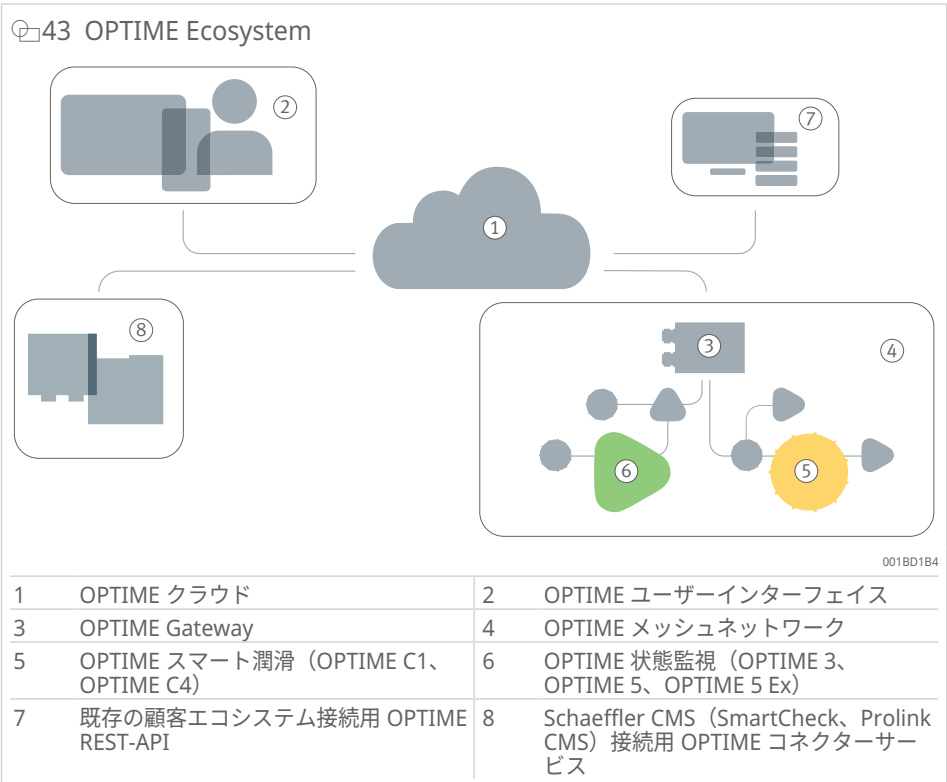 43 OPTIME Ecosystem
2
7
1
8
3
4
6
5
001BD1B4
1 OPTIME クラウド
2 OPTIME ユーザーインターフェイス
3 OPTIME Gateway
4 OPTIME メッシュネットワーク
5 OPTIME スマート潤滑（OPTIME C1、
OPTIME C4）
6 OPTIME 状態監視（OPTIME 3、
OPTIME 5、OPTIME 5 Ex）
7 既存の顧客エコシステム接続用 OPTIME
REST-API
8 Schaeffler CMS（SmartCheck、Prolink
CMS）接続用 OPTIME コネクターサー
ビス